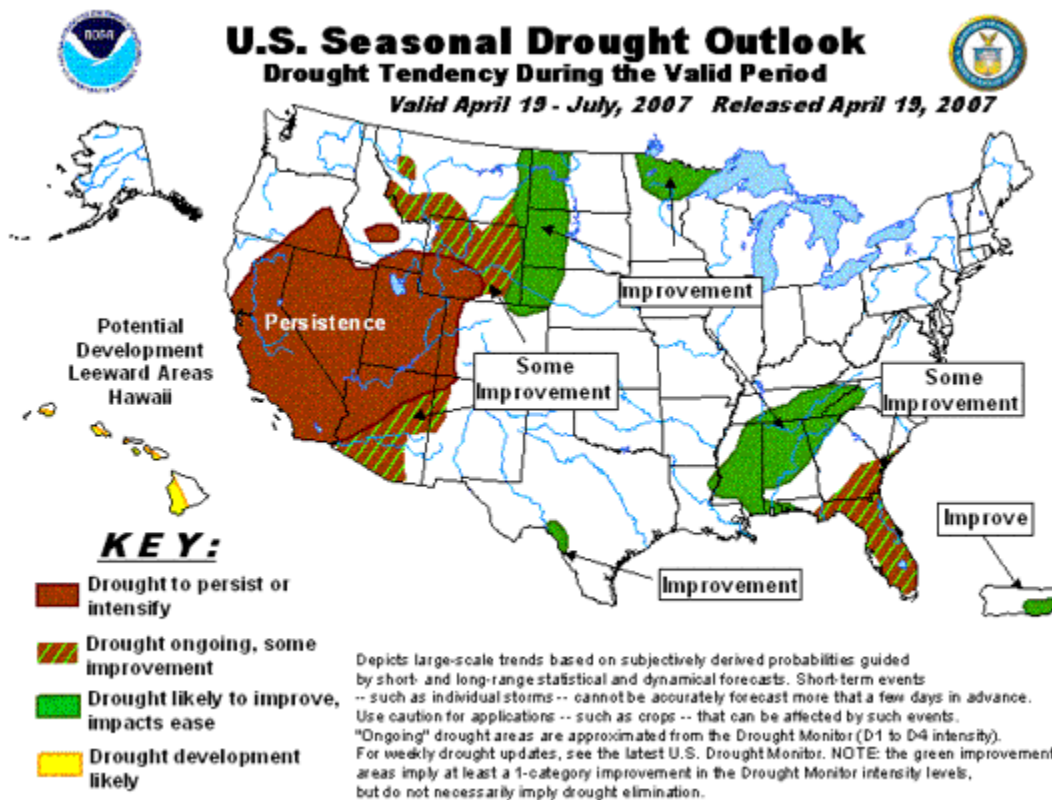 NOAA
U.S. Seasonal Drought Outlook
Drought Tendency During the Valid Period
Valid April 19 - July, 2007 Released April 19, 2007
Improvement
Persistence
Potential
Development
Leeward Areas
Hawaii
Some
Improvement
Some
Improvement
Improve
Improvement
KEY:
Drought to persist or
intensify
Drought ongoing, some
improvement
Drought likely to improve,
impacts ease
Drought development
likely
Depicts large-scale trends based on subjectively derived probabilities guided
by short- and long-range statistical and dynamical forecasts. Short-term events
-- such as individual storms -- cannot be accurately forecast more that a few days in advance.
Use caution for applications -- such as crops -- that can be affected by such events.
"Ongoing" drought areas are approximated from the Drought Monitor (D1 to D4 intensity).
For weekly drought updates, see the latest U.S. Drought Monitor. NOTE: the green improvement
areas imply at least a 1-category improvement in the Drought Monitor intensity levels,
but do not necessarily imply drought elimination.